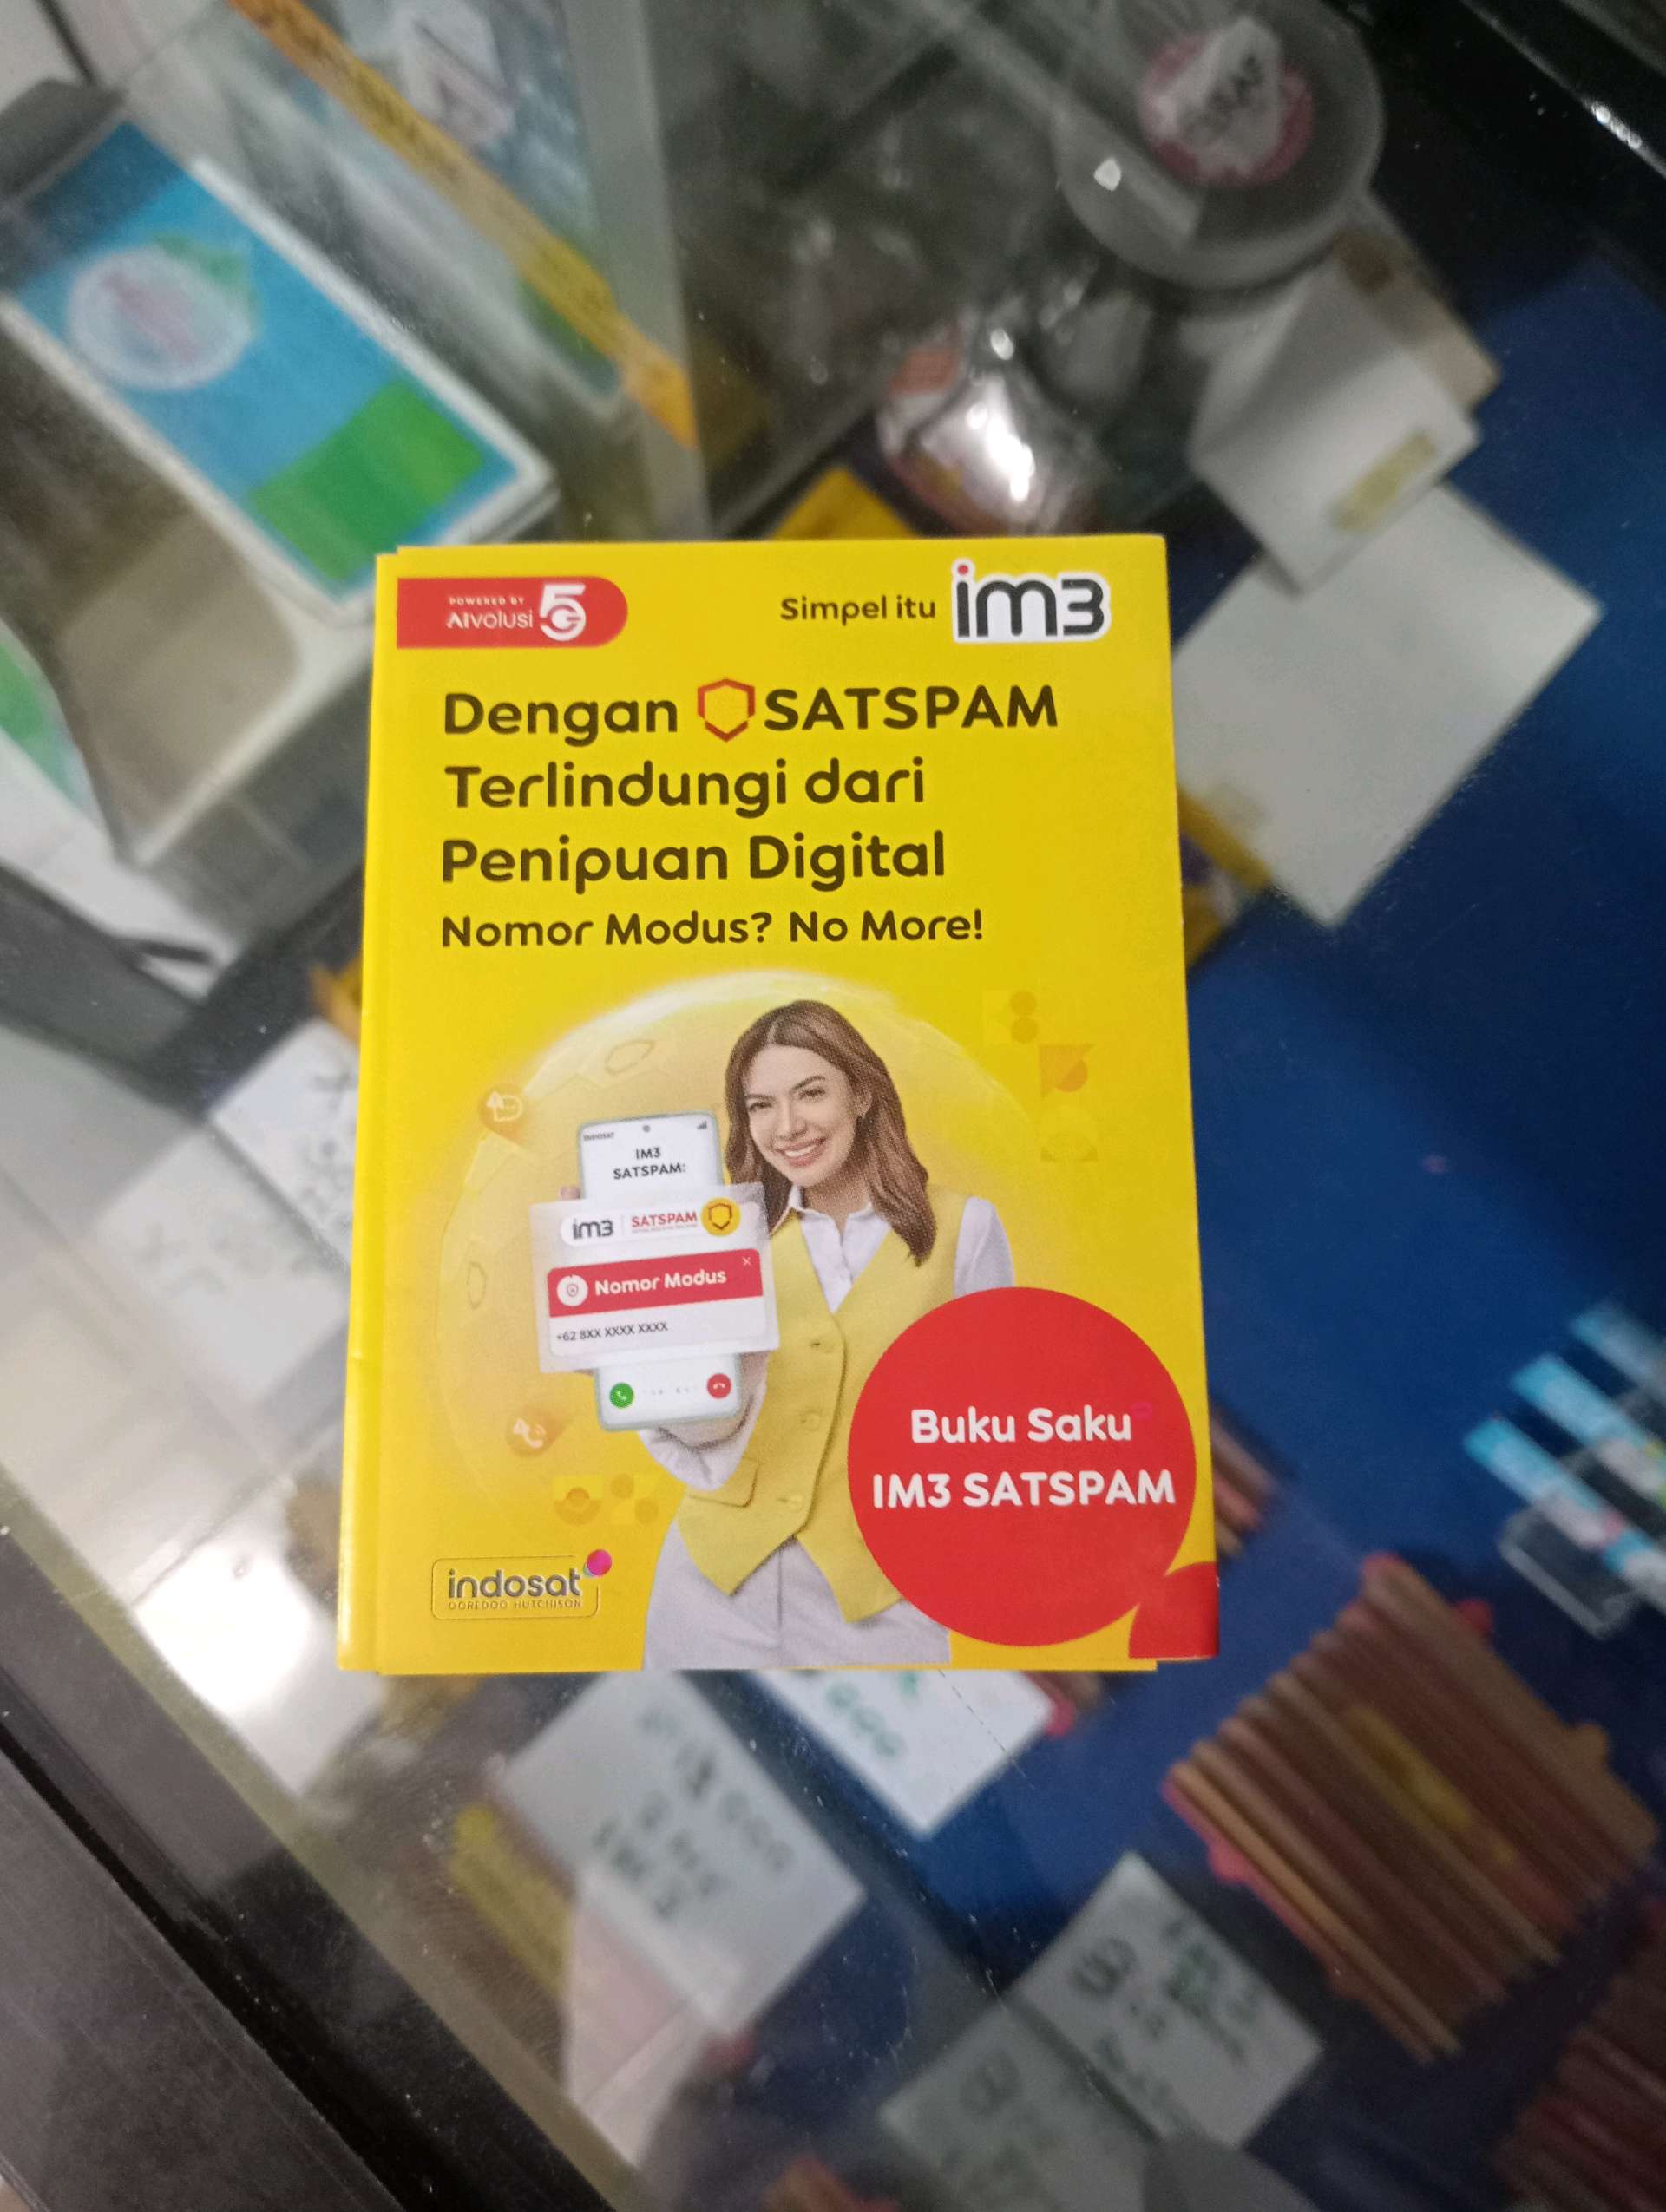 POWERED BY
AIvolusi 5G
Simpel itu im3
Dengan SATSPAM
Terlindungi dari
Penipuan Digital
Nomor Modus? No More!
INDOSAT
IM3
SATSPAM:
im3 SATSPAM
Nomor Modus
+62 8XX XXXX XXXX
Buku Saku
IM3 SATSPAM
indosat
OOREDOO HUTCHISON